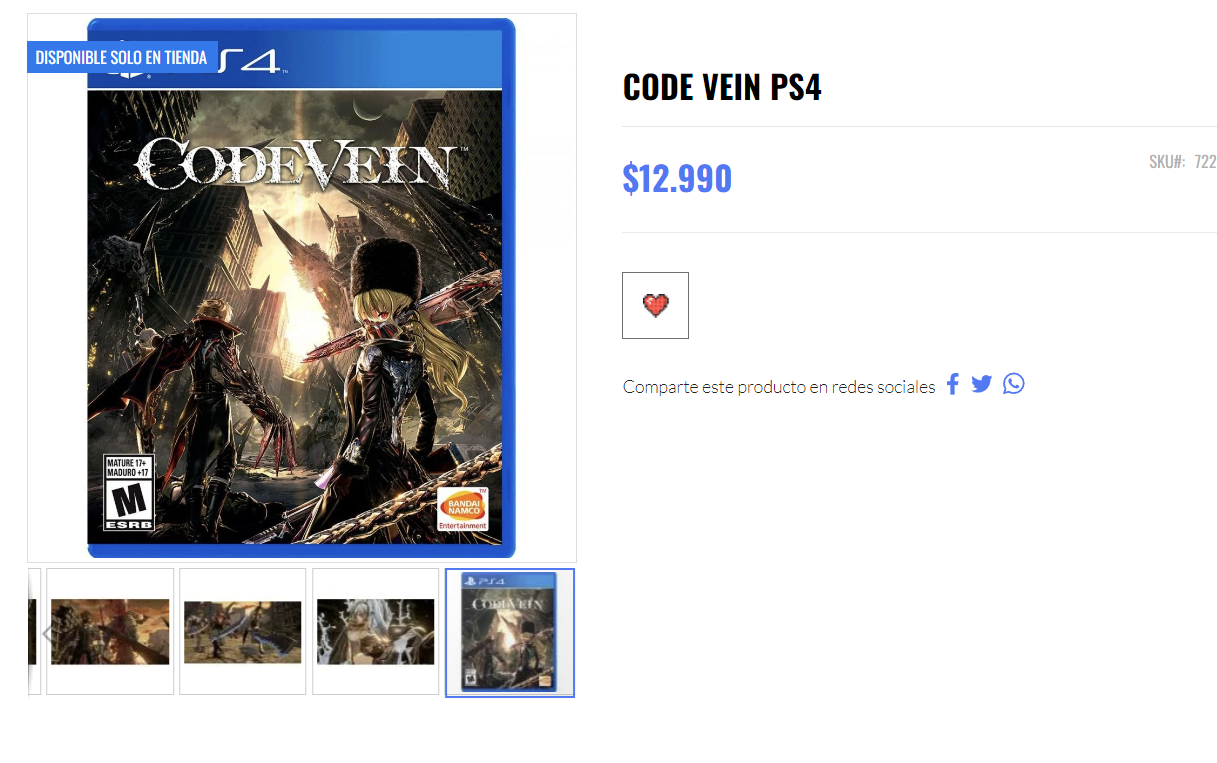 DISPONIBLE SOLO EN TIENDA
PS4
CODE VEIN™
MATURE 17+
MADURO +17
M
ESRB
BANDAI
NAMCO
Entertainment
PS4
CODE VEIN
CODE VEIN PS4
$12.990
SKU#: 722
Comparte este producto en redes sociales